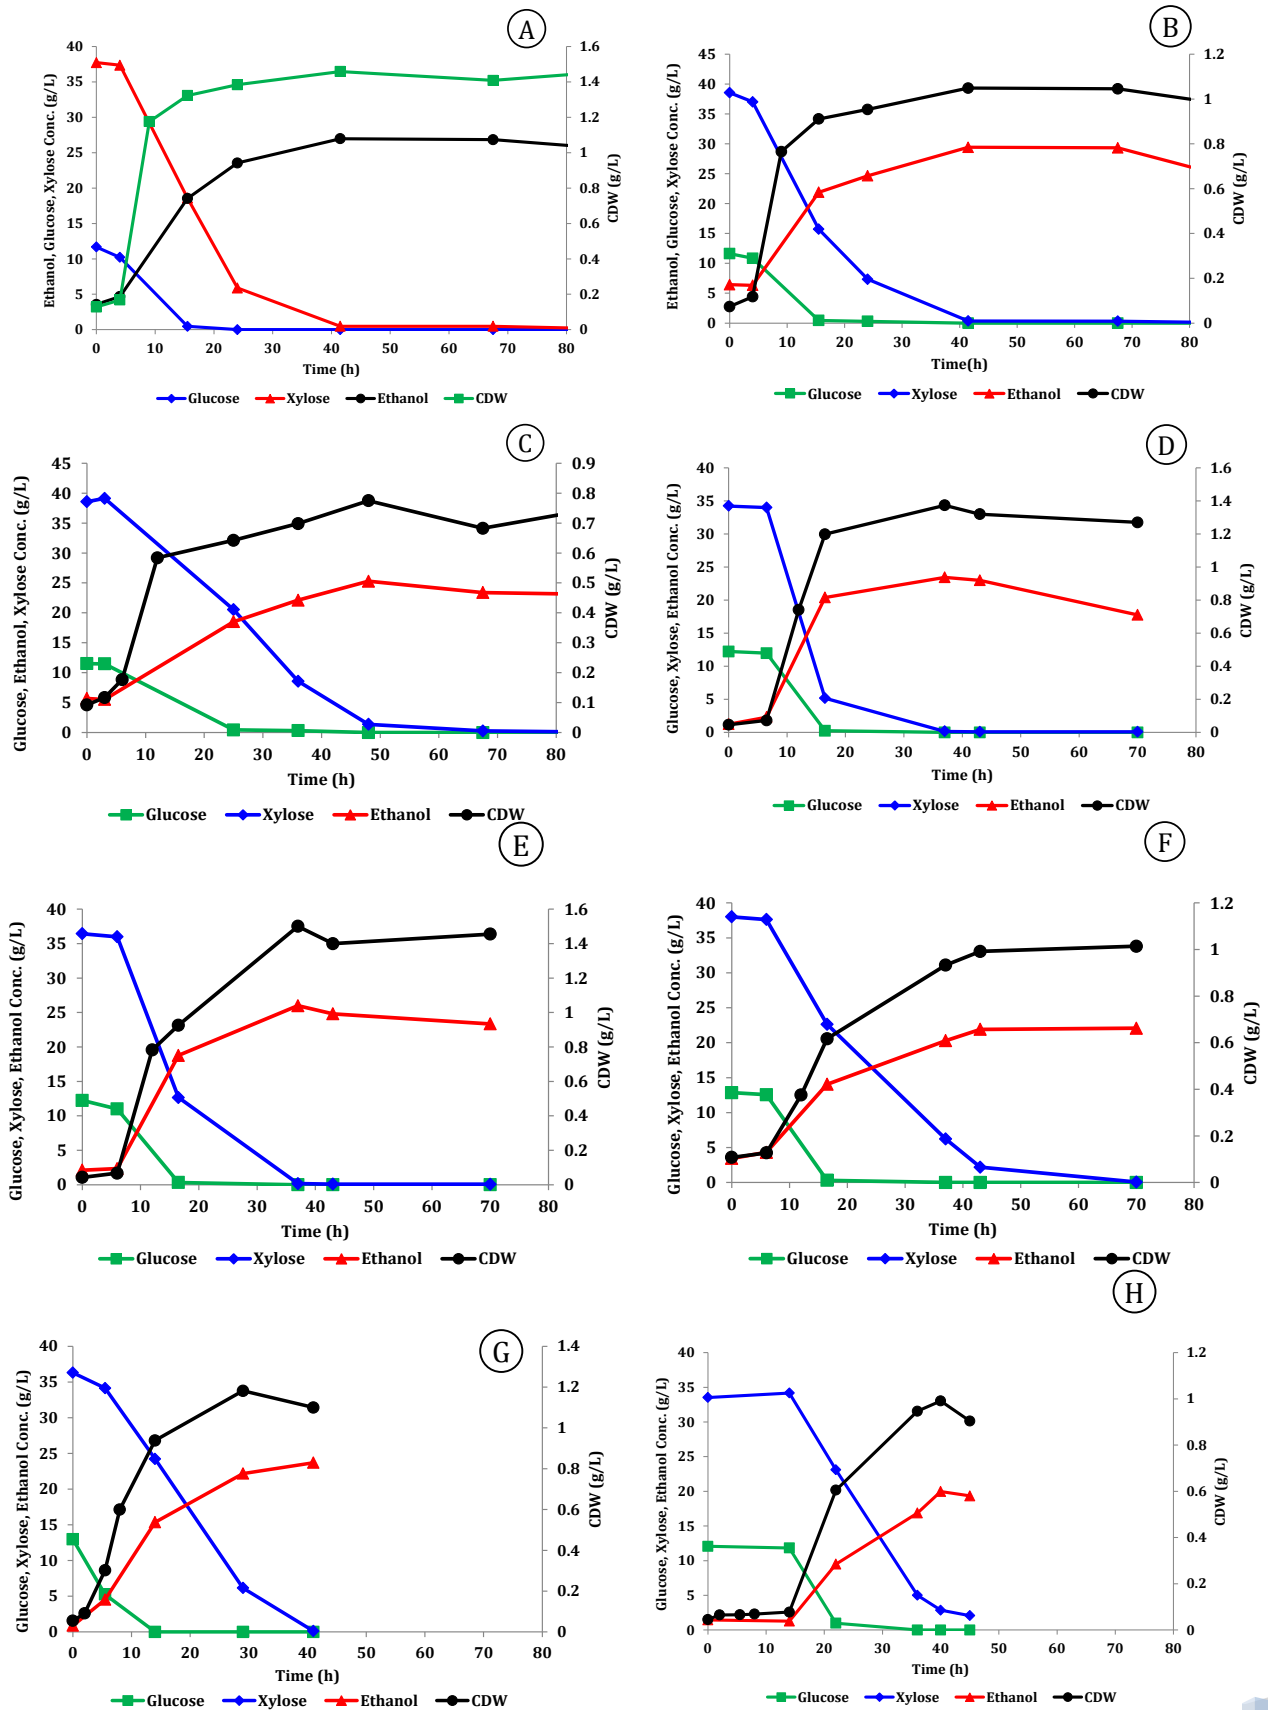 A
Ethanol, Glucose, Xylose Conc. (g/L)
40
35
30
25
20
15
10
5
0
1.6
1.4
1.2
1
0.8
0.6
0.4
0.2
0
CDW (g/L)
0 10 20 30 40 50 60 70 80
Time (h)
Glucose Xylose Ethanol CDW
B
Ethanol, Glucose, Xylose Conc. (g/L)
45
40
35
30
25
20
15
10
5
0
1.2
1
0.8
0.6
0.4
0.2
0
CDW (g/L)
0 10 20 30 40 50 60 70 80
Time(h)
Glucose Xylose Ethanol CDW
C
Glucose, Ethanol, Xylose Conc. (g/L)
45
40
35
30
25
20
15
10
5
0
0.9
0.8
0.7
0.6
0.5
0.4
0.3
0.2
0.1
0
CDW (g/L)
0 10 20 30 40 50 60 70 80
Time (h)
Glucose Xylose Ethanol CDW
D
Glucose, Xylose, Ethanol Conc. (g/L)
40
35
30
25
20
15
10
5
0
1.6
1.4
1.2
1
0.8
0.6
0.4
0.2
0
CDW (g/L)
0 10 20 30 40 50 60 70 80
Time (h)
Glucose Xylose Ethanol CDW
E
Glucose, Xylose, Ethanol Conc. (g/L)
40
35
30
25
20
15
10
5
0
1.6
1.4
1.2
1
0.8
0.6
0.4
0.2
0
CDW (g/L)
0 10 20 30 40 50 60 70 80
Time (h)
Glucose Xylose Ethanol CDW
F
Glucose, Xylose, Ethanol Conc. (g/L)
40
35
30
25
20
15
10
5
0
1.2
1
0.8
0.6
0.4
0.2
0
CDW (g/L)
0 10 20 30 40 50 60 70 80
Time (h)
Glucose Xylose Ethanol CDW
G
Glucose, Xylose, Ethanol Conc. (g/L)
40
35
30
25
20
15
10
5
0
1.4
1.2
1
0.8
0.6
0.4
0.2
0
CDW (g/L)
0 10 20 30 40 50 60 70 80
Time (h)
Glucose Xylose Ethanol CDW
H
Glucose, Xylose, Ethanol Conc. (g/L)
40
35
30
25
20
15
10
5
0
1.2
1
0.8
0.6
0.4
0.2
0
CDW (g/L)
0 10 20 30 40 50 60 70 80
Time (h)
Glucose Xylose Ethanol CDW